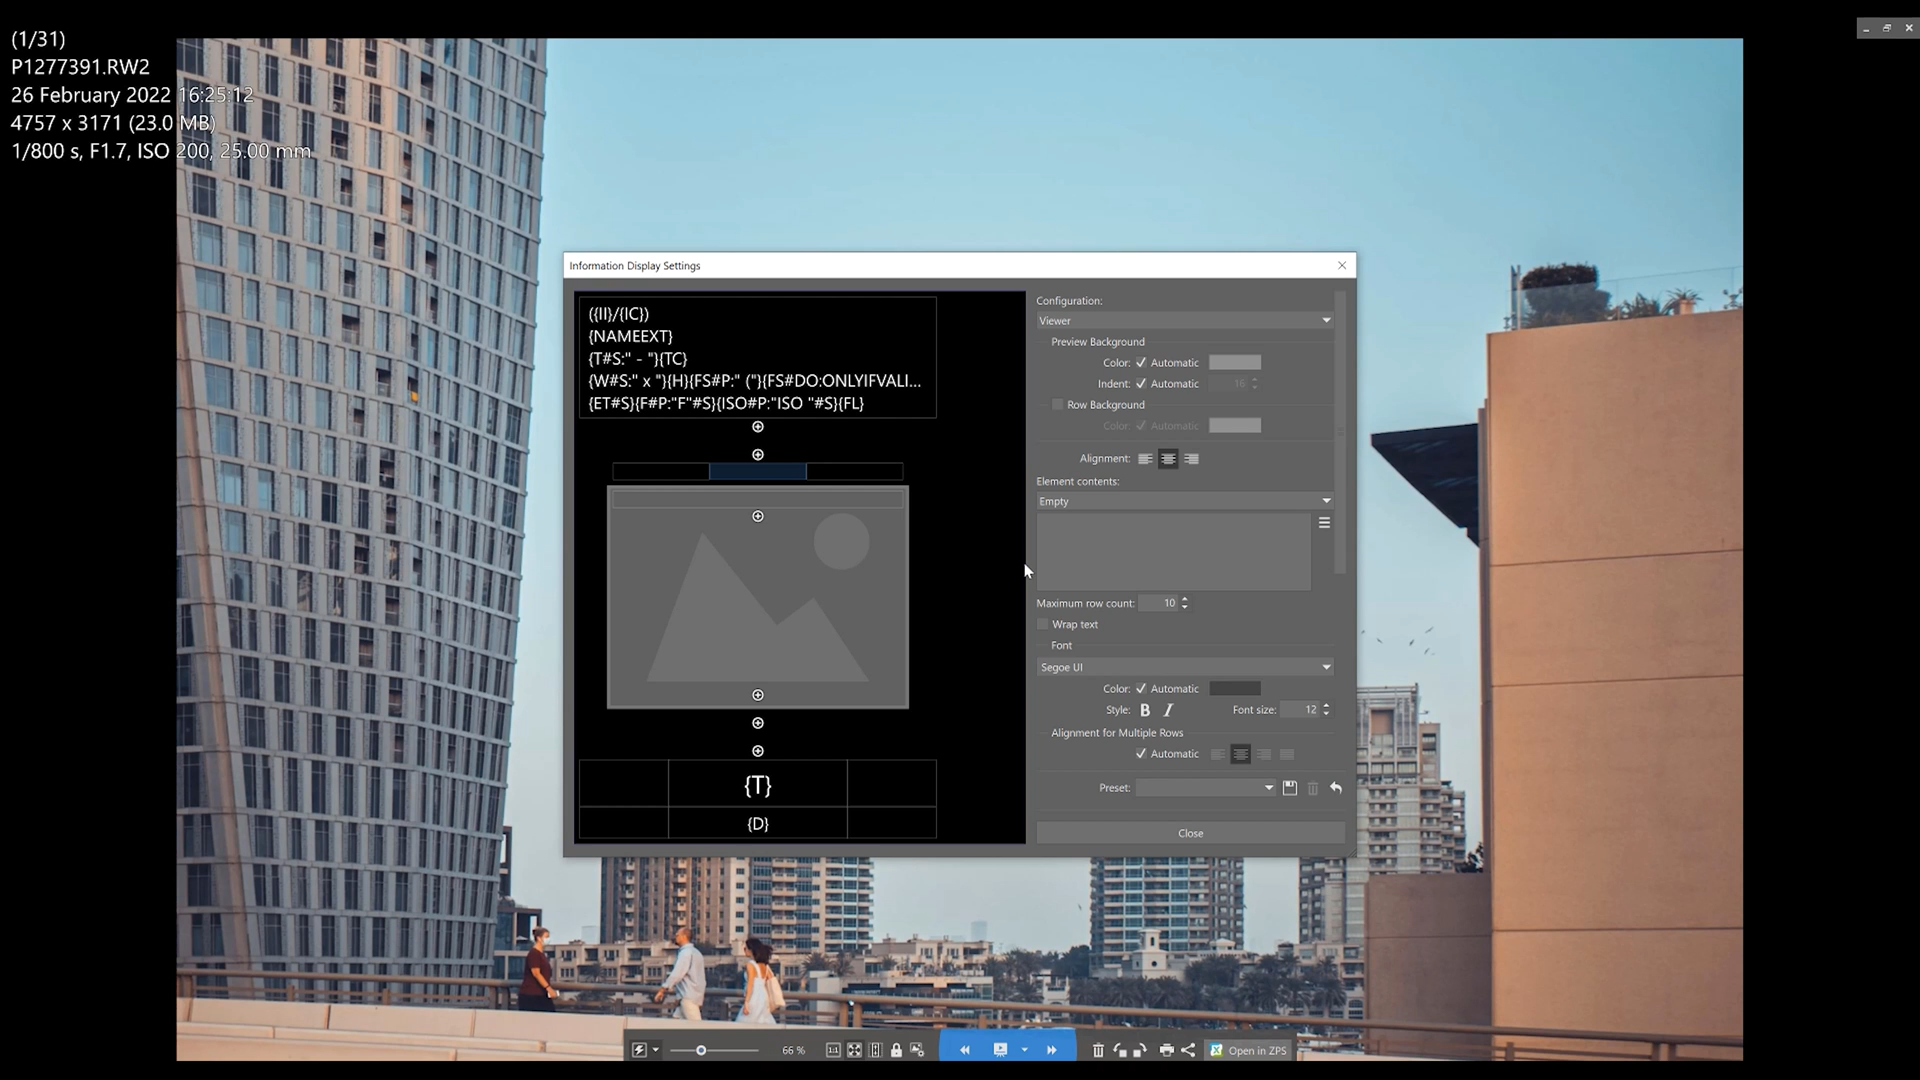 (1/31)
P1277391.RW2
26 February 2022 16:25:12
4757 x 3171 (23.0 MB)
1/800 s, F1.7, ISO 200, 25.00 mm
Information Display Settings
({II}/{IC})
{NAMEEXT}
{T#S:" - "}{TC}
{W#S:" x "}{H}{FS#P:" ("}{FS#DO:ONLYIFVALI...
{ET#S}{F#P:"F"#S}{ISO#P:"ISO "#S}{FL}
{T}
{D}
Configuration:
Viewer
Preview Background
Color: Automatic
Indent: Automatic 16
Row Background
Color: Automatic
Alignment:
Element contents:
Empty
Maximum row count: 10
Wrap text
Font
Segoe UI
Color: Automatic
Style: B I Font size: 12
Alignment for Multiple Rows
Automatic
Preset:
Close
66 %
1:1
Open in ZPS